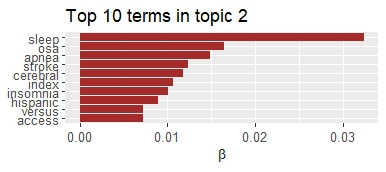 Top 10 terms in topic 2
sleep
osa
apnea
stroke
cerebral
index
insomnia
hispanic
versus
access
0.00 0.01 0.02 0.03
β